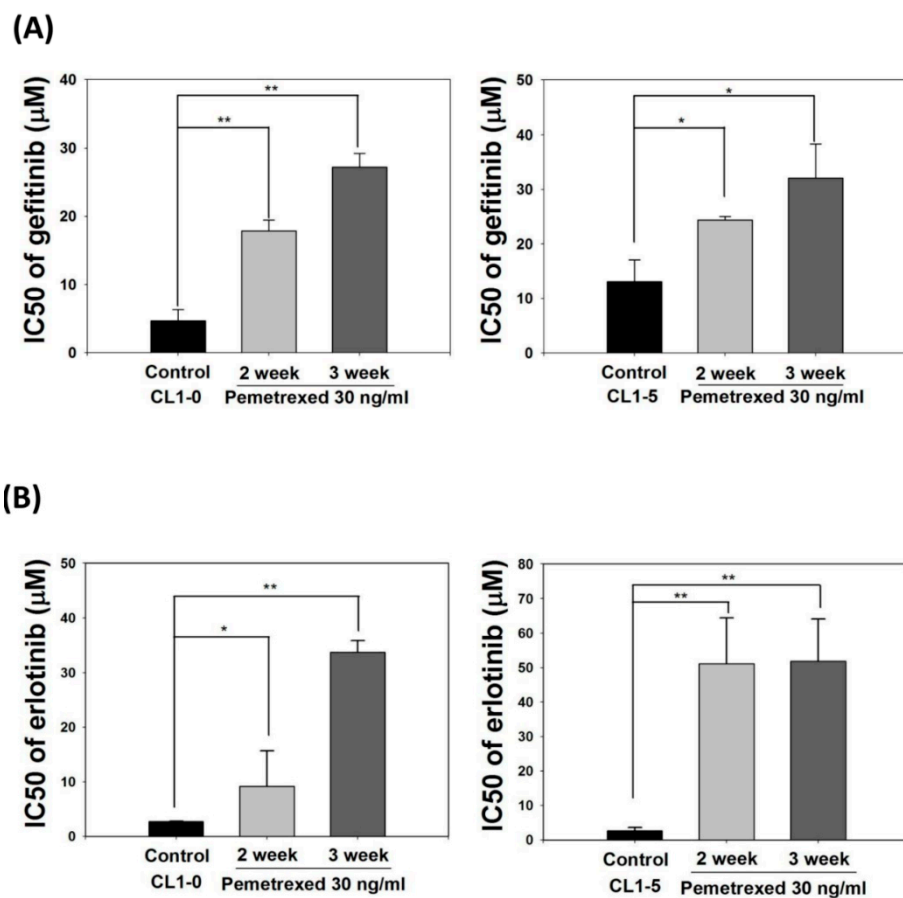 (A)
IC50 of gefitinib (μM)
40
30
20
10
0
**
**
Control
2 week
3 week
CL1-0
Pemetrexed 30 ng/ml
IC50 of gefitinib (μM)
50
40
30
20
10
0
*
*
Control
2 week
3 week
CL1-5
Pemetrexed 30 ng/ml
(B)
IC50 of erlotinib (μM)
50
40
30
20
10
0
**
*
Control
2 week
3 week
CL1-0
Pemetrexed 30 ng/ml
IC50 of erlotinib (μM)
80
70
60
50
40
30
20
10
0
**
**
Control
2 week
3 week
CL1-5
Pemetrexed 30 ng/ml